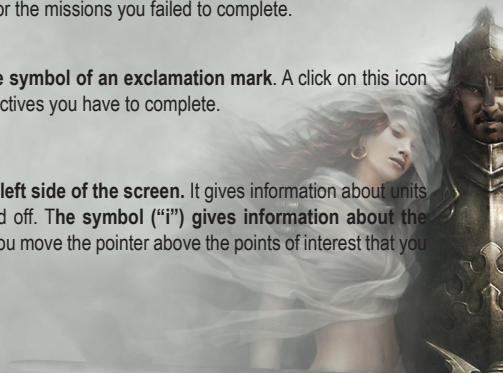 or the missions you failed to complete.
e symbol of an exclamation mark. A click on this icon
ctives you have to complete.
left side of the screen. It gives information about units
d off. The symbol (“i”) gives information about the
ou move the pointer above the points of interest that you